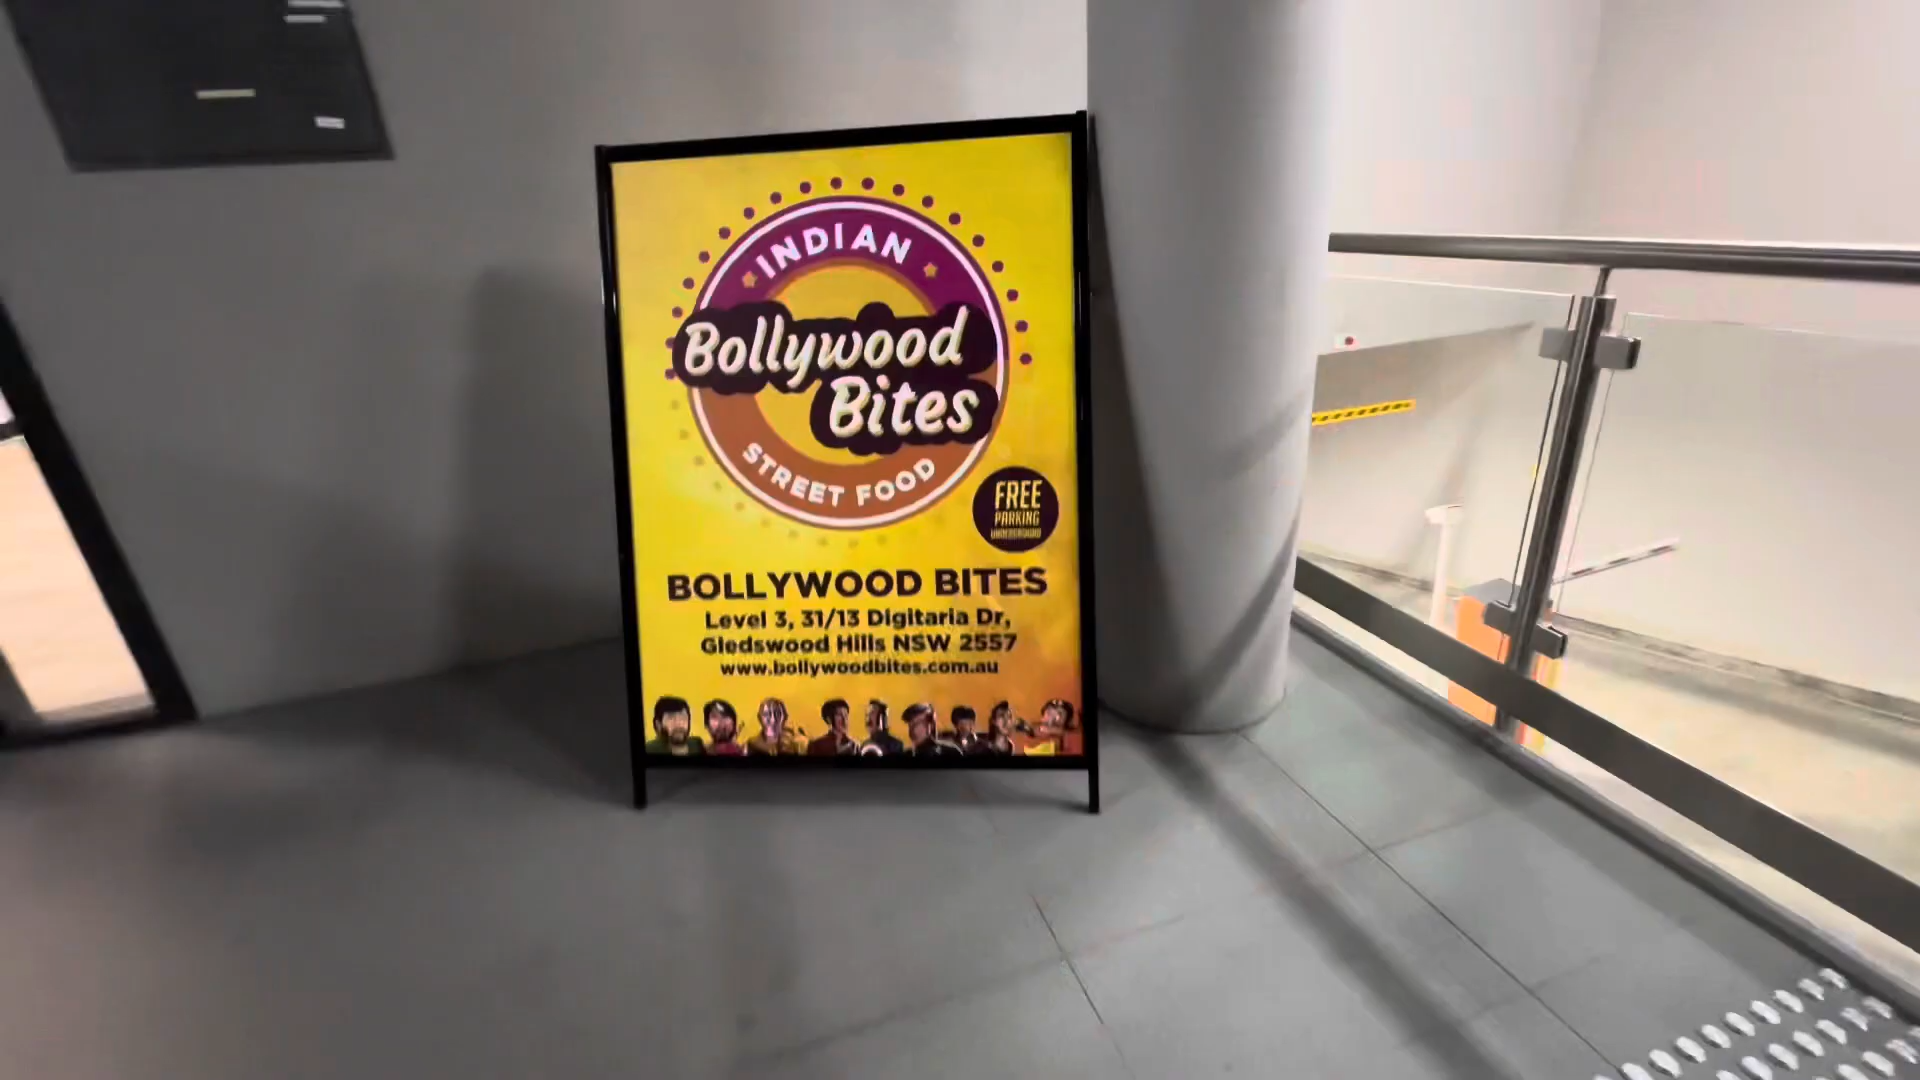 INDIAN
Bollywood
Bites
STREET FOOD
FREE
PARKING
UNDERGROUND
BOLLYWOOD BITES
Level 3, 31/13 Digitaria Dr,
Gledswood Hills NSW 2557
www.bollywoodbites.com.au